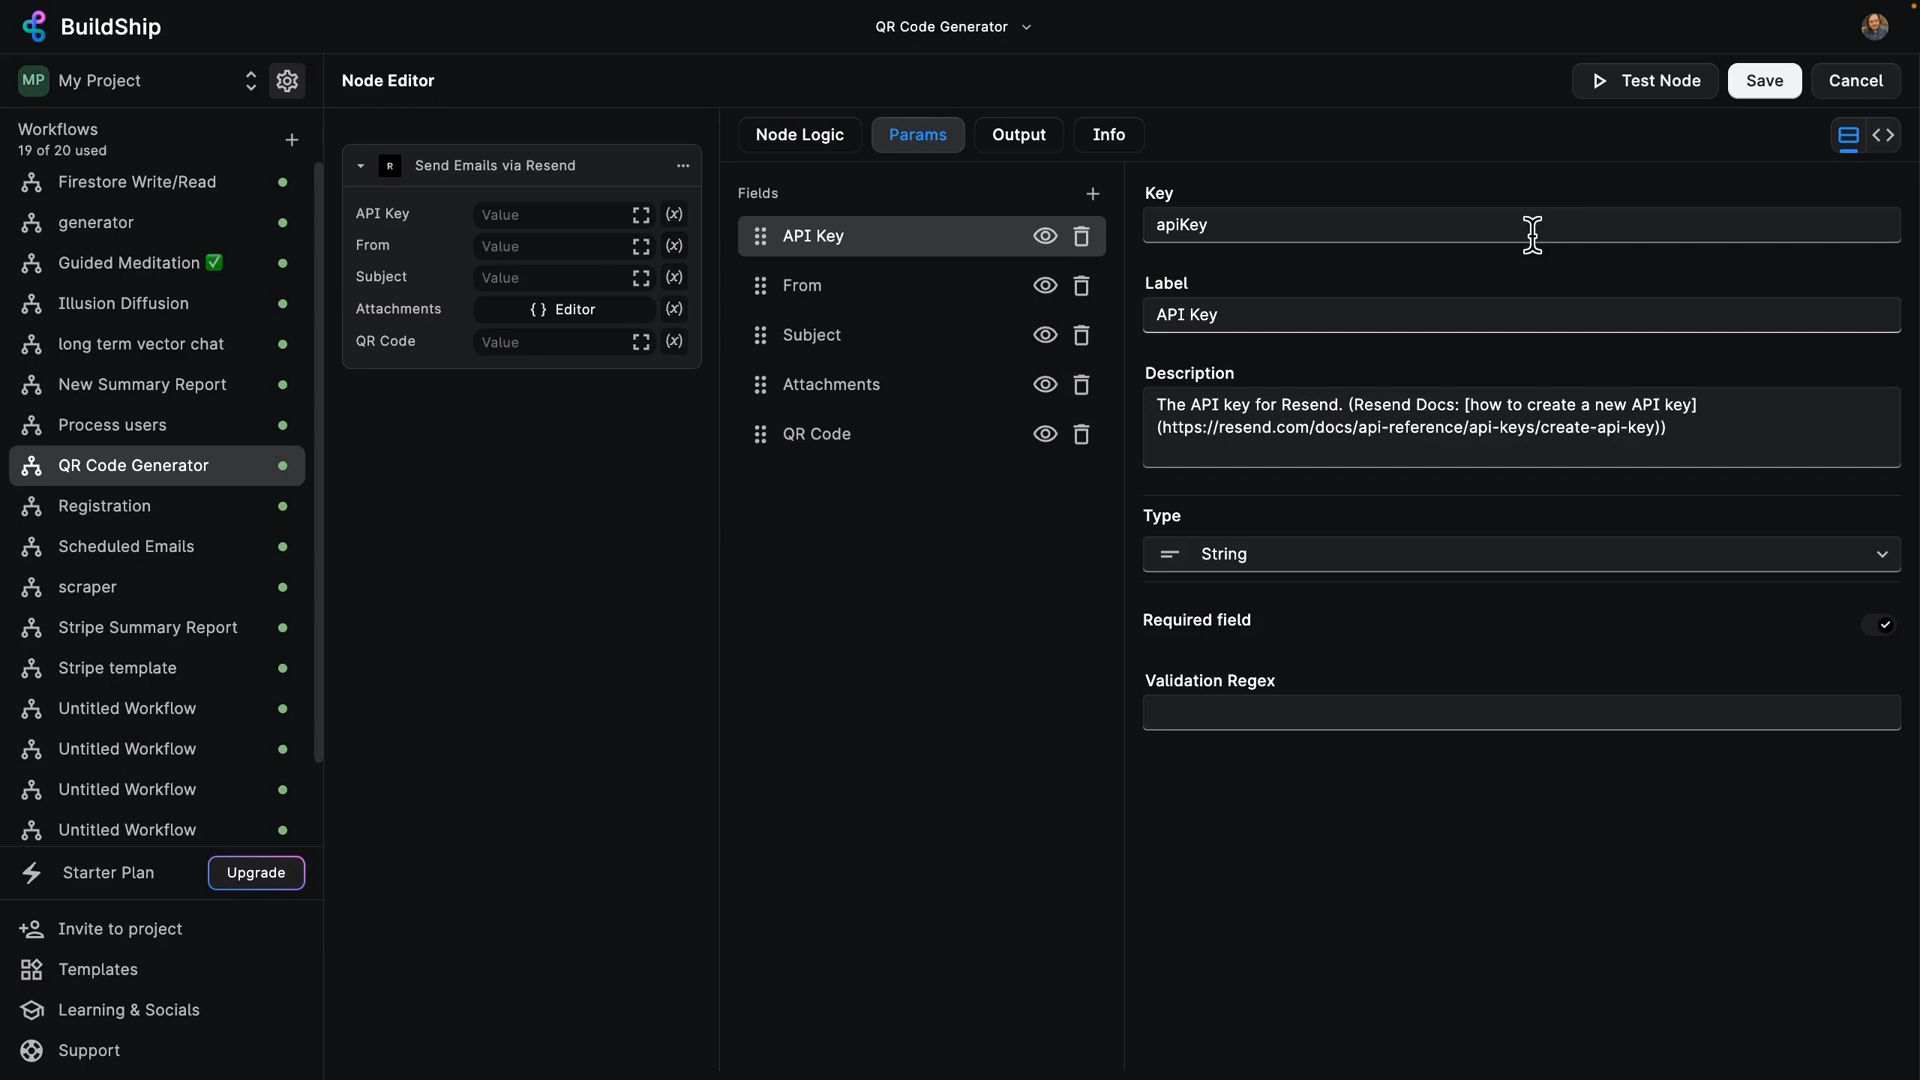 BuildShip
QR Code Generator
MP My Project
Node Editor
Test Node
Save
Cancel
Workflows
19 of 20 used
Firestore Write/Read
generator
Guided Meditation ✅
Illusion Diffusion
long term vector chat
New Summary Report
Process users
QR Code Generator
Registration
Scheduled Emails
scraper
Stripe Summary Report
Stripe template
Untitled Workflow
Untitled Workflow
Untitled Workflow
Untitled Workflow
Starter Plan
Upgrade
Invite to project
Templates
Learning & Socials
Support
R Send Emails via Resend
API Key Value (x)
From Value (x)
Subject Value (x)
Attachments { } Editor (x)
QR Code Value (x)
Node Logic
Params
Output
Info
Fields
API Key
From
Subject
Attachments
QR Code
Key
apiKey
Label
API Key
Description
The API key for Resend. (Resend Docs: [how to create a new API key]
(https://resend.com/docs/api-reference/api-keys/create-api-key))
Type
String
Required field
Validation Regex